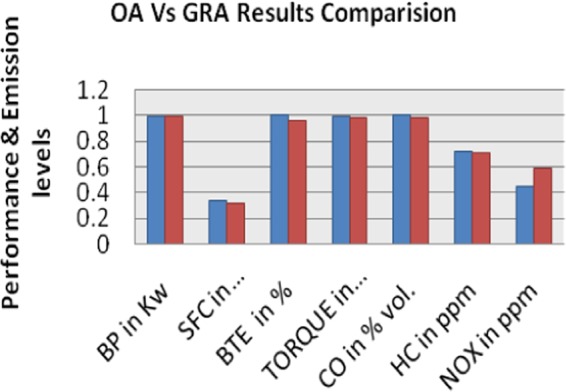 OA Vs GRA Results Comparision
Performance & Emission
levels
1.2
1
0.8
0.6
0.4
0.2
0
BP in Kw
SFC in...
BTE in %
TORQUE in...
CO in % vol.
HC in ppm
NOX in ppm